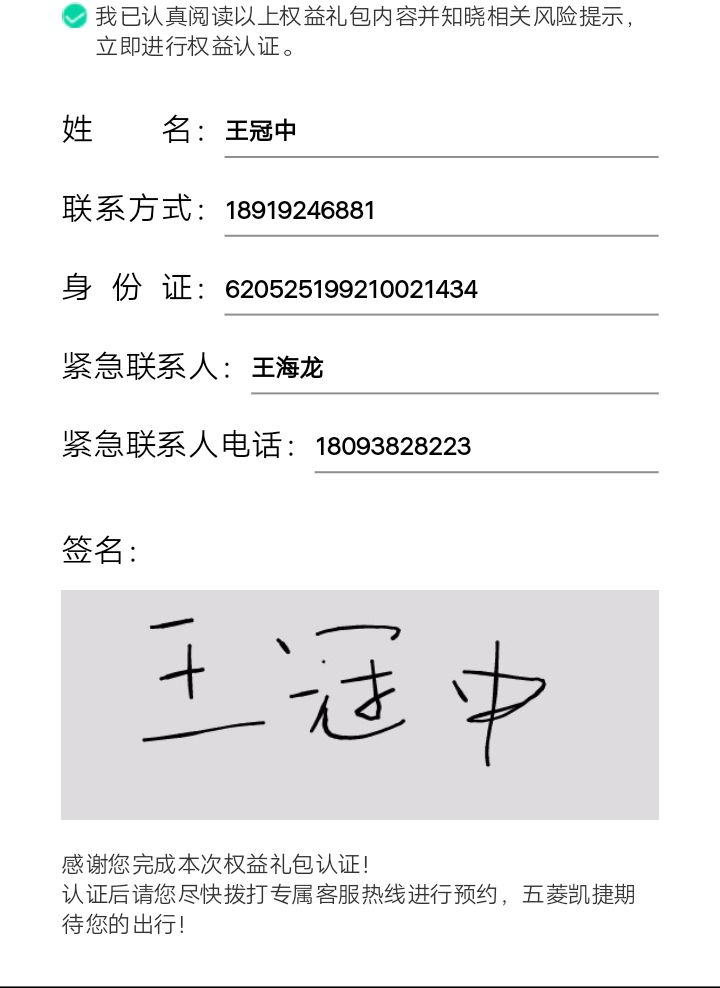 我已认真阅读以上权益礼包内容并知晓相关风险提示，
立即进行权益认证。
姓名：王冠中
联系方式：18919246881
身份证：620525199210021434
紧急联系人：王海龙
紧急联系人电话：18093828223
签名：
王冠中
感谢您完成本次权益礼包认证！
认证后请您尽快拨打专属客服热线进行预约，五菱凯捷期
待您的出行！